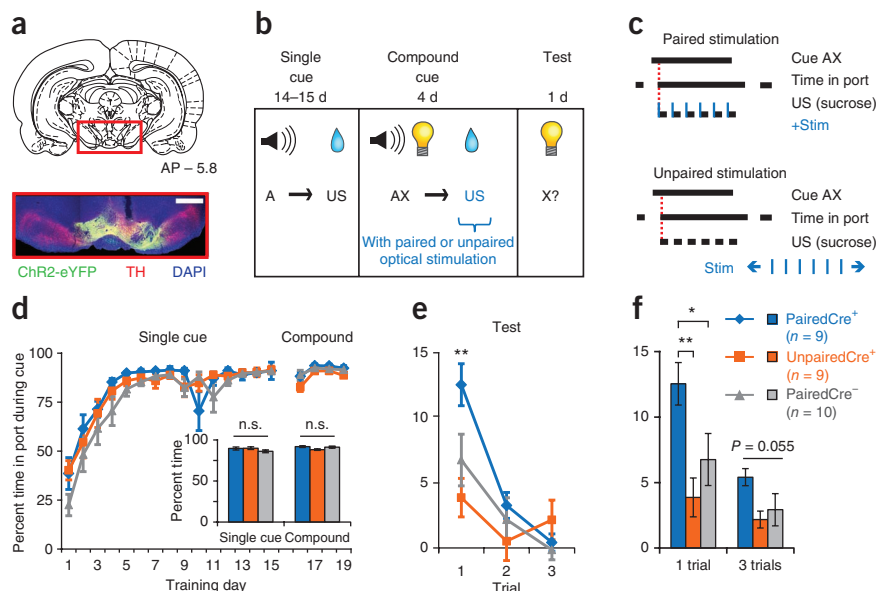 a
AP – 5.8
ChR2-eYFP TH DAPI
b
Single cue 14–15 d
Compound cue 4 d
Test 1 d
A → US
AX → US
X?
With paired or unpaired
optical stimulation
c
Paired stimulation
Cue AX
Time in port
US (sucrose)
+Stim
Unpaired stimulation
Cue AX
Time in port
US (sucrose)
Stim
d
Single cue
Compound
Percent time in port during cue
100
75
50
25
0
1 3 5 7 9 11 13 15 17 19
Training day
n.s. n.s.
Percent time
100
50
0
Single cue Compound
e
Test
**
15
10
5
0
1 2 3
Trial
f
*
**
15
10
5
0
P = 0.055
1 trial 3 trials
PairedCre+
(n = 9)
UnpairedCre+
(n = 9)
PairedCre−
(n = 10)